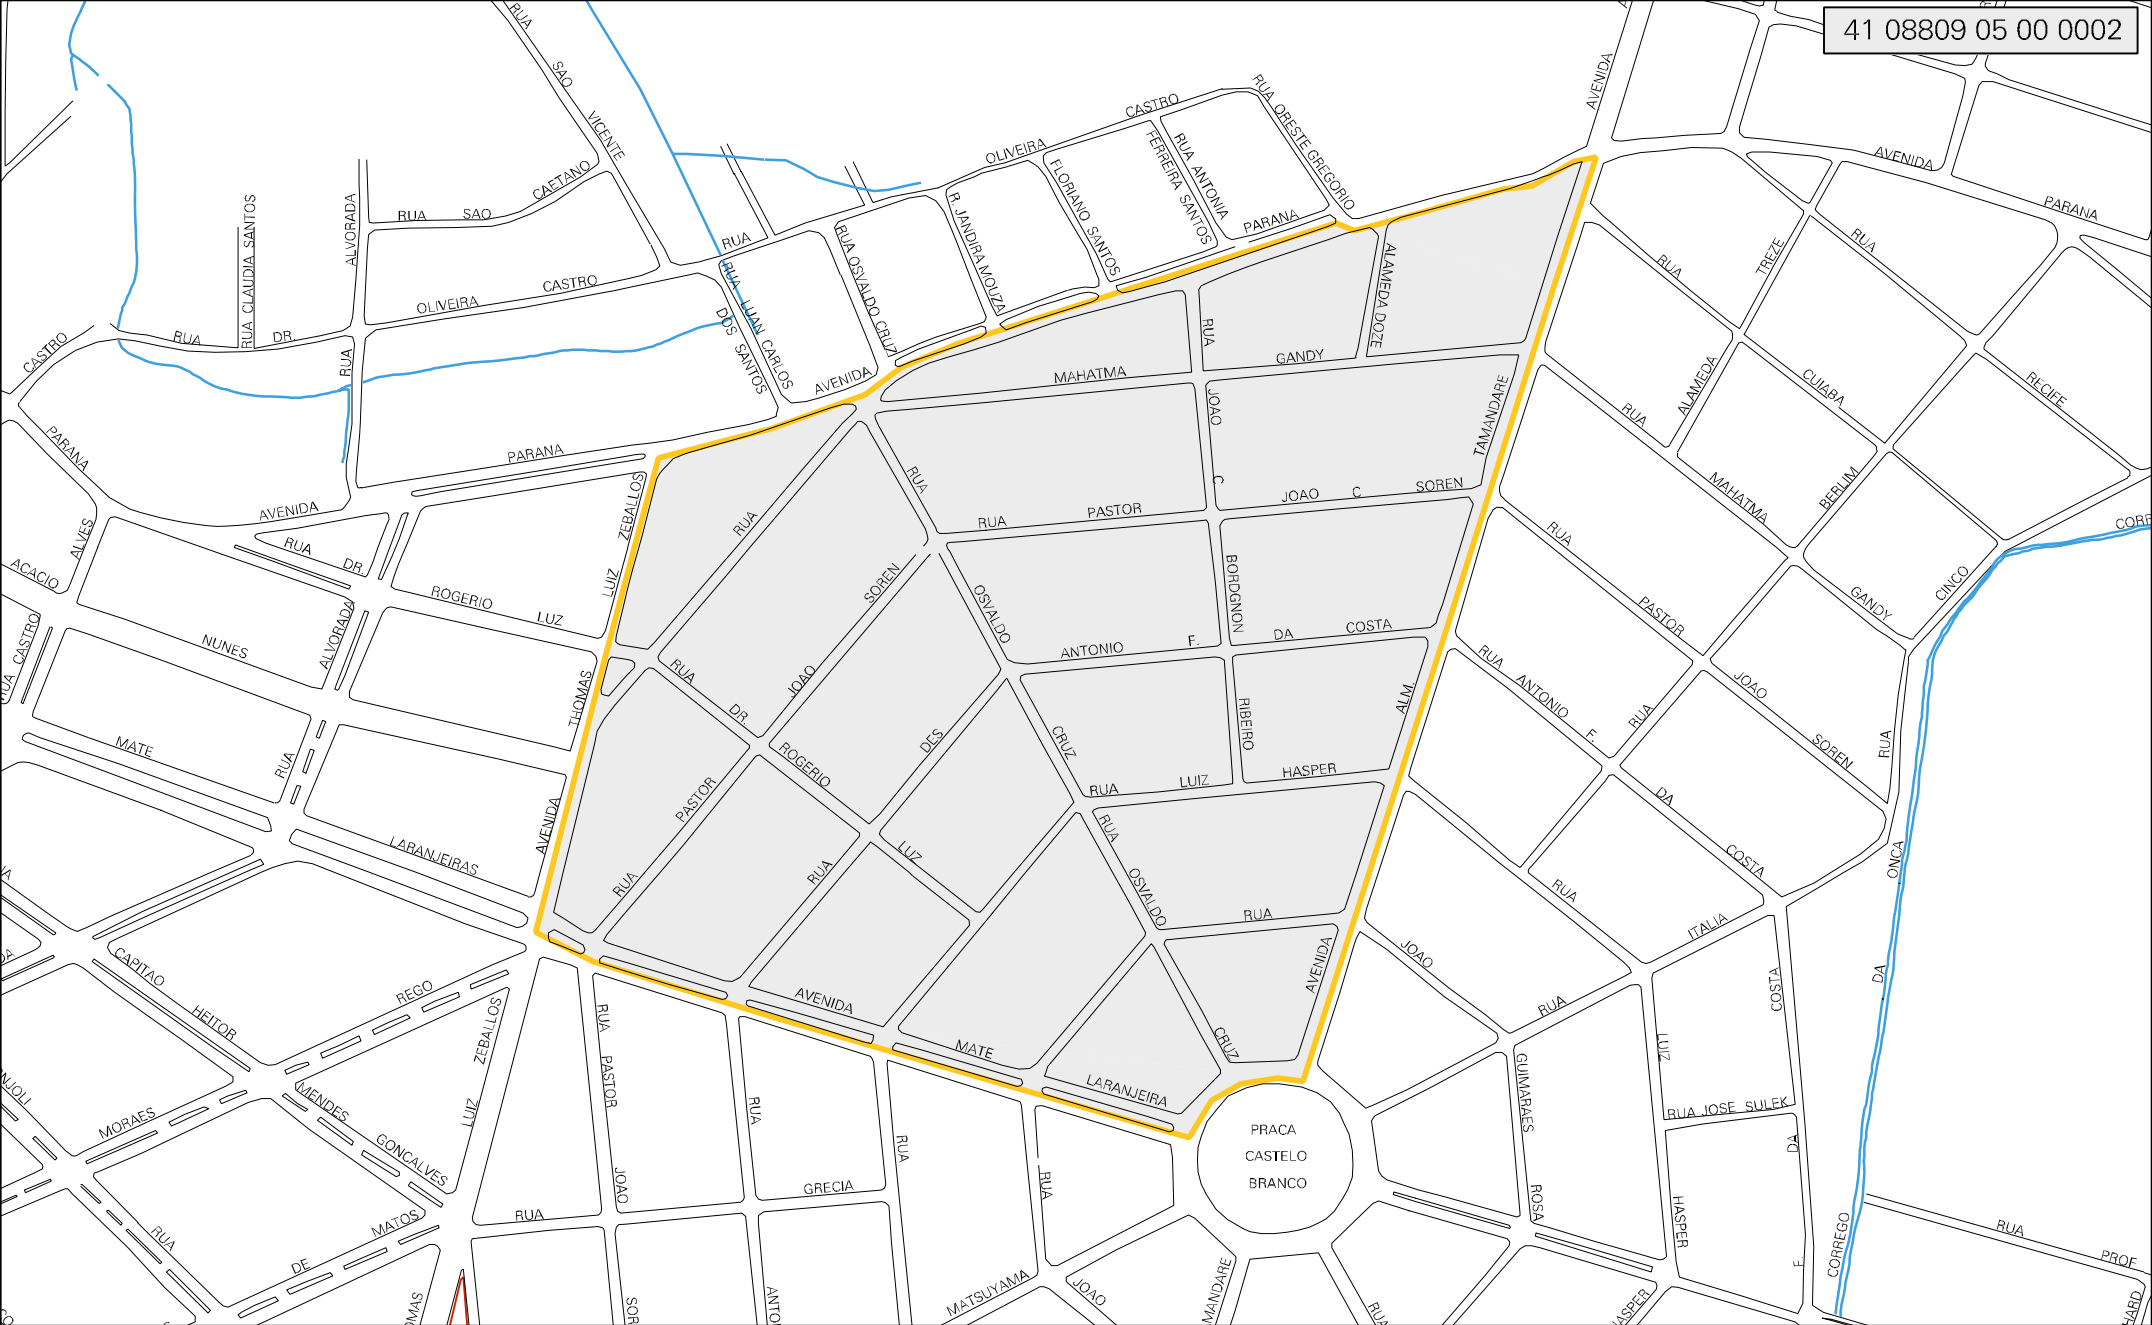 41 08809 05 00 0002
RUA
SAO
VICENTE
AVENIDA
CASTRO
OLIVEIRA
RUA ORESTE GREGORIO
RUA ANTONIA
FERREIRA SANTOS
FLORIANO SANTOS
R. JANDIRA MOUZA
PARANA
RUA
RUA OSVALDO CRUZ
RUA LUAN CARLOS
DOS SANTOS
AVENIDA
AVENIDA
PARANA
RUA CLAUDIA SANTOS
ALVORADA
RUA SAO CAETANO
OLIVEIRA CASTRO
CASTRO
RUA DR.
RUA
PARANA
AVENIDA
PARANA
ALVES
ACACIO
RUA DR.
ROGERIO LUZ
NUNES
ALVORADA
RUA
CASTRO
RUA
MATE
LARANJEIRAS
ZEBALLOS
LUIZ
THOMAS
AVENIDA
RUA
SOREN
JOAO
PASTOR
RUA
RUA DR.
ROGERIO
LUZ
DES
RUA
RUA
OSVALDO
CRUZ
MAHATMA GANDY
RUA
JOAO
C
BORDGNON
RIBEIRO
ALAMEDA DOZE
TAMANDARE
RUA PASTOR JOAO C SOREN
ANTONIO F. DA COSTA
ALM.
RUA LUIZ HASPER
RUA
OSVALDO
CRUZ
RUA
AVENIDA
AVENIDA
MATE
LARANJEIRA
PRACA
CASTELO
BRANCO
RUA
TREZE
ALAMEDA
RUA
CUIABA
RECIFE
RUA
MAHATMA
GANDY
BERLIM
CINCO
RUA
PASTOR
JOAO
SOREN
RUA
RUA
ANTONIO
F.
DA
COSTA
RUA
ONCA
DA
CORREGO
RUA
ITALIA
JOAO
RUA
GUIMARAES
ROSA
LUIZ
HASPER
COSTA
DA
F.
RUA JOSE SULEK
RUA
PROF
CAPITAO
HEITOR
MENDES
GONCALVES
REGO
MORAES
RUA
DE
MATOS
ZEBALLOS
LUIZ
RUA
PASTOR
JOAO
RUA
GRECIA
RUA
RUA
RUA
MATSUYAMA
JOAO
RUA